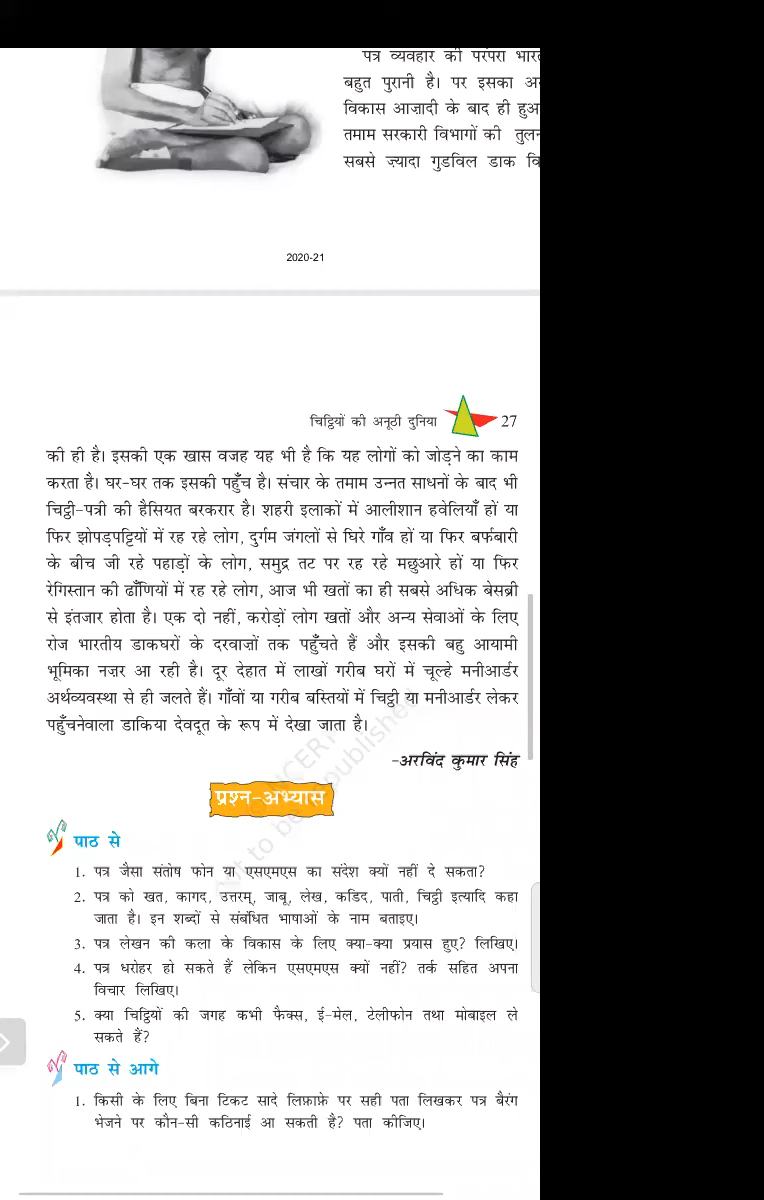 पत्र व्यवहार की परंपरा भारत
बहुत पुरानी है। पर इसका
विकास आज़ादी के बाद ही हुआ
तमाम सरकारी विभागों की
सबसे ज़्यादा गुडविल डाक
2020-21
चिट्ठियों की अनूठी दुनिया 27
की ही है। इसकी एक खास वजह यह भी है कि यह लोगों को जोड़ने का काम
करता है। घर-घर तक इसकी पहुँच है। संचार के तमाम उन्नत साधनों के बाद भी
चिट्ठी-पत्री की हैसियत बरकरार है। शहरी इलाकों में आलीशान हवेलियाँ हों या
फिर झोपड़पट्टियों में रह रहे लोग, दुर्गम जंगलों से घिरे गाँव हों या फिर बर्फबारी
के बीच जी रहे पहाड़ों के लोग, समुद्र तट पर रह रहे मछुआरे हों या फिर
रेगिस्तान की ढाँणियों में रह रहे लोग, आज भी खतों का ही सबसे अधिक बेसब्री
से इंतजार होता है। एक दो नहीं, करोड़ों लोग खतों और अन्य सेवाओं के लिए
रोज भारतीय डाकघरों के दरवाज़ों तक पहुँचते हैं और इसकी बहु आयामी
भूमिका नज़र आ रही है। दूर देहात में लाखों गरीब घरों में चूल्हे मनीआर्डर
अर्थव्यवस्था से ही जलते हैं। गाँवों या गरीब बस्तियों में चिट्ठी या मनीआर्डर लेकर
पहुँचनेवाला डाकिया देवदूत के रूप में देखा जाता है।
-अरविंद कुमार सिंह
प्रश्न-अभ्यास
पाठ से
1. पत्र जैसा संतोष फोन या एसएमएस का संदेश क्यों नहीं दे सकता?
2. पत्र को खत, कागद, उत्तरम्, जाबू, लेख, कडिद, पाती, चिट्ठी इत्यादि कहा
जाता है। इन शब्दों से संबंधित भाषाओं के नाम बताइए।
3. पत्र लेखन की कला के विकास के लिए क्या-क्या प्रयास हुए? लिखिए।
4. पत्र धरोहर हो सकते हैं लेकिन एसएमएस क्यों नहीं? तर्क सहित अपना
विचार लिखिए।
5. क्या चिट्ठियों की जगह कभी फैक्स, ई-मेल, टेलीफोन तथा मोबाइल ले
सकते हैं?
पाठ से आगे
1. किसी के लिए बिना टिकट सादे लिफ़ाफ़े पर सही पता लिखकर पत्र बैरंग
भेजने पर कौन-सी कठिनाई आ सकती है? पता कीजिए।